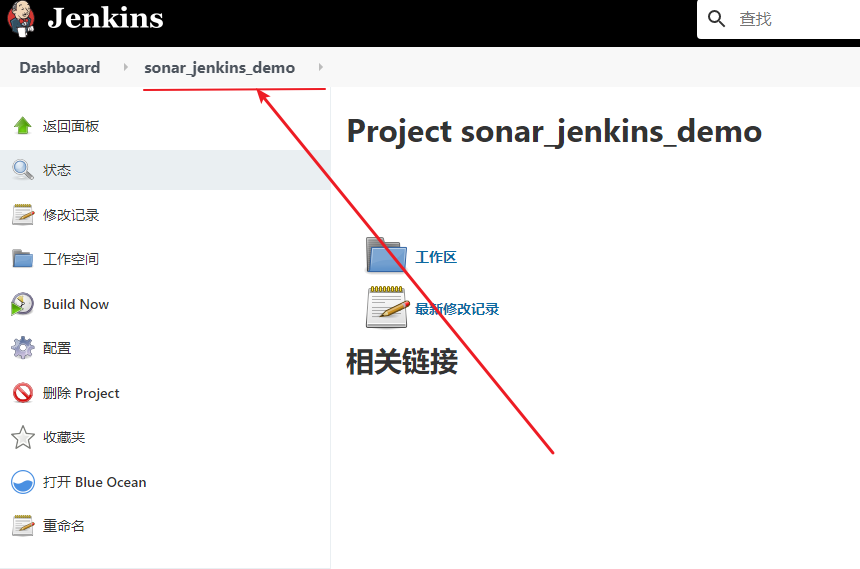 Jenkins
查找
Dashboard
sonar_jenkins_demo
返回面板
状态
修改记录
工作空间
Build Now
配置
删除 Project
收藏夹
打开 Blue Ocean
重命名
Project sonar_jenkins_demo
工作区
最新修改记录
相关链接